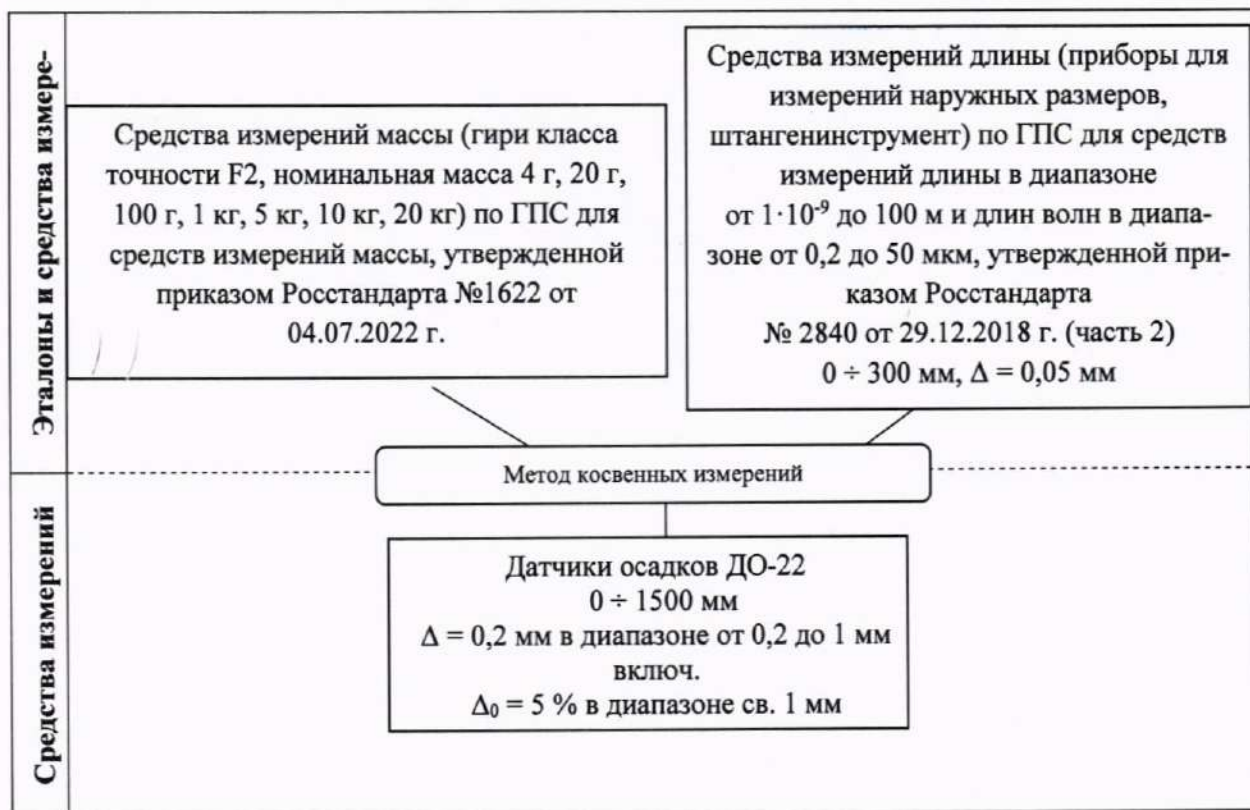 Эталоны и средства измере-
Средства измерений массы (гири класса
точности F2, номинальная масса 4 г, 20 г,
100 г, 1 кг, 5 кг, 10 кг, 20 кг) по ГПС для
средств измерений массы, утвержденной
приказом Росстандарта №1622 от
04.07.2022 г.
Средства измерений длины (приборы для
измерений наружных размеров,
штангенинструмент) по ГПС для средств
измерений длины в диапазоне
от 1·10⁻⁹ до 100 м и длин волн в диапа-
зоне от 0,2 до 50 мкм, утвержденной при-
казом Росстандарта
№ 2840 от 29.12.2018 г. (часть 2)
0 ÷ 300 мм, Δ = 0,05 мм
Метод косвенных измерений
Средства измерений
Датчики осадков ДО-22
0 ÷ 1500 мм
Δ = 0,2 мм в диапазоне от 0,2 до 1 мм
включ.
Δ₀ = 5 % в диапазоне св. 1 мм